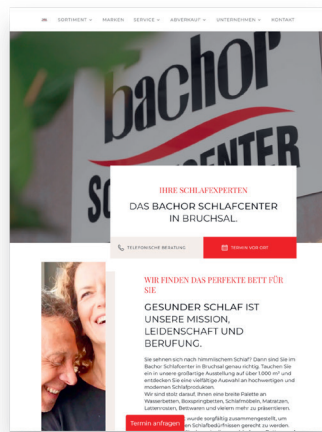 SORTIMENT MARKEN SERVICE ABVERKAUF UNTERNEHMEN KONTAKT
bachor
SC ENTER
IHRE SCHLAFEXPERTEN
DAS BACHOR SCHLAFCENTER
IN BRUCHSAL.
TELEFONISCHE BERATUNG TERMIN VOR ORT
WIR FINDEN DAS PERFEKTE BETT FÜR
SIE
GESUNDER SCHLAF IST
UNSERE MISSION,
LEIDENSCHAFT UND
BERUFUNG.
Sie sehnen sich nach himmlischem Schlaf? Dann sind Sie im
Bachor Schlafcenter in Bruchsal genau richtig. Tauchen Sie
ein in unsere großartige Ausstellung auf über 1.000 m² und
entdecken Sie eine vielfältige Auswahl an hochwertigen und
modernen Schlafprodukten.
Wir sind stolz darauf, Ihnen eine breite Palette an
Wasserbetten, Boxspringbetten, Schlafmöbeln, Matratzen,
Lattenrosten, Bettwaren und vielem mehr zu präsentieren.
wurde sorgfältig zusammengestellt, um
en Schlafbedürfnissen gerecht zu werden.
Termin anfragen